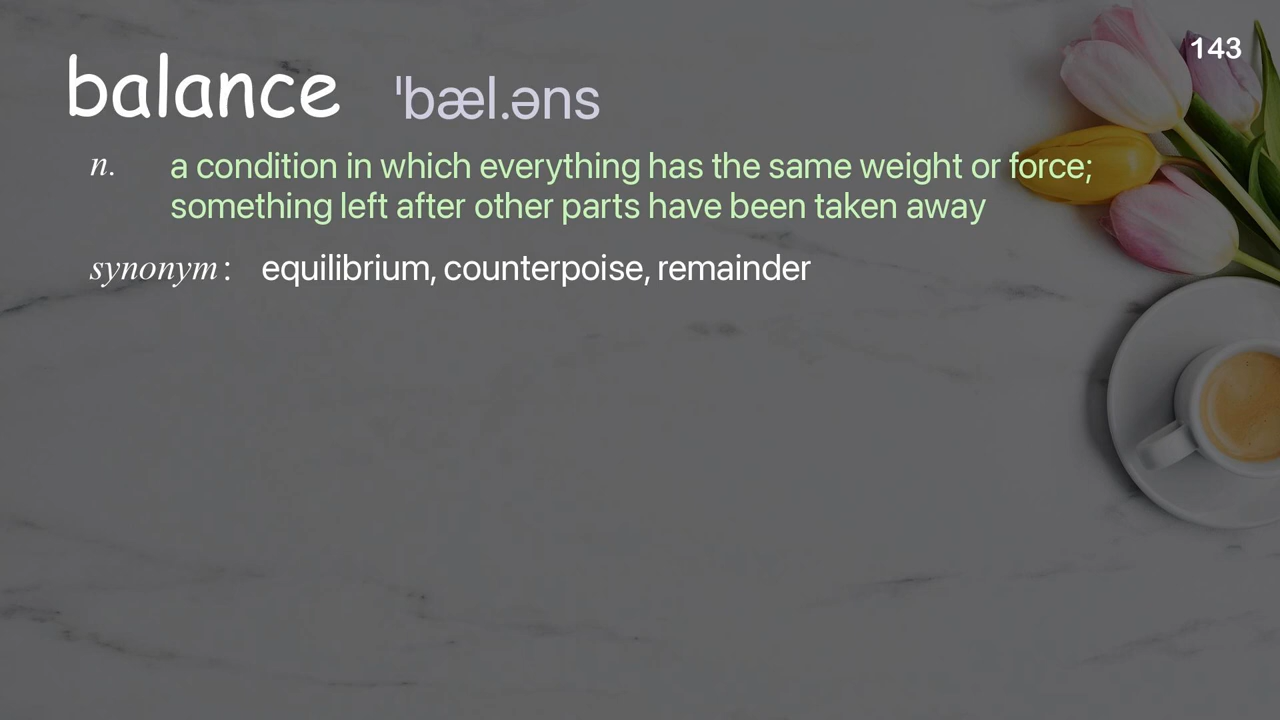 143
balance ˈbæl.əns
n. a condition in which everything has the same weight or force;
something left after other parts have been taken away
synonym: equilibrium, counterpoise, remainder